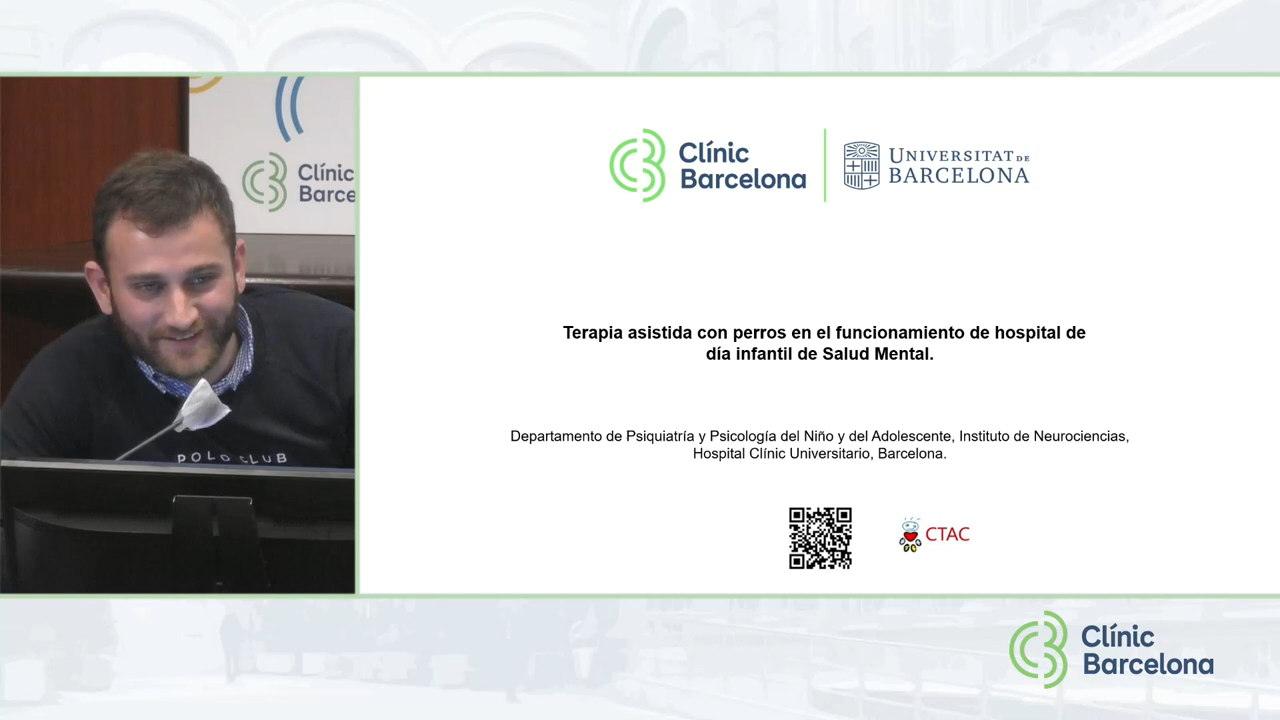 Clínic
Barce
POLO CLUB
Clínic
Barcelona
UNIVERSITAT DE
BARCELONA
Terapia asistida con perros en el funcionamiento de hospital de
día infantil de Salud Mental.
Departamento de Psiquiatría y Psicología del Niño y del Adolescente, Instituto de Neurociencias,
Hospital Clínic Universitario, Barcelona.
CTAC
Clínic
Barcelona